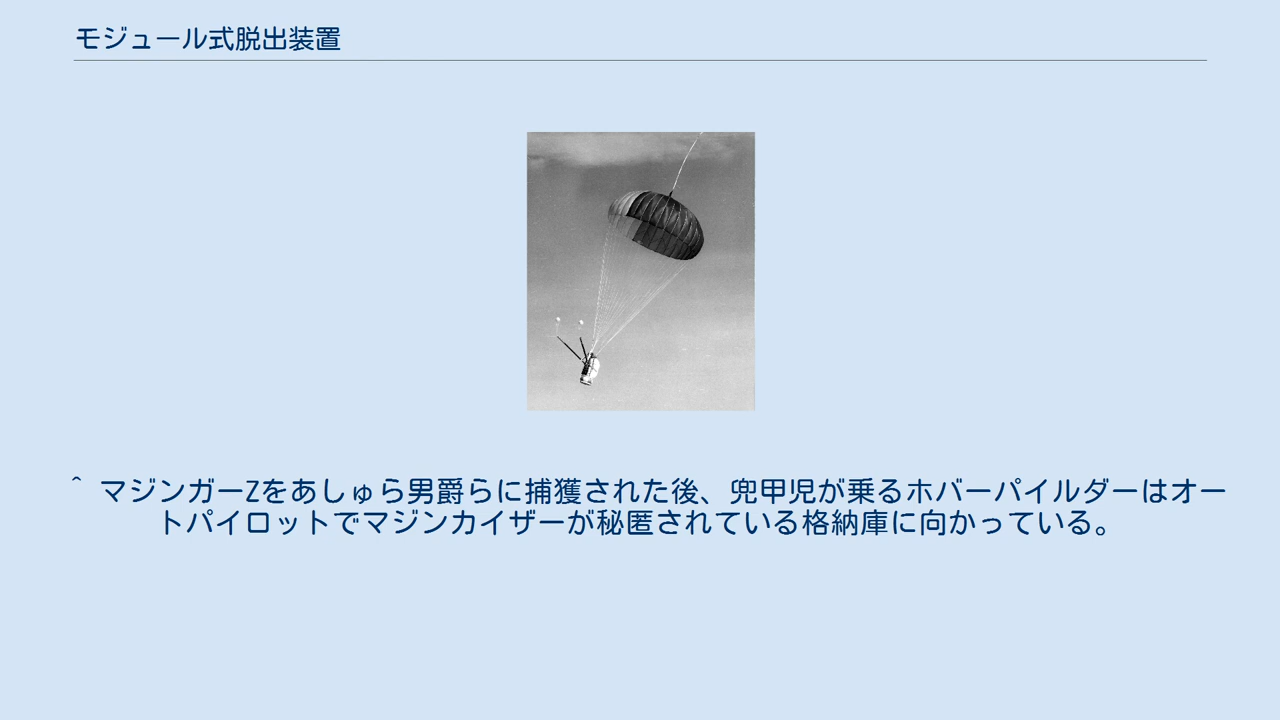 モジュール式脱出装置
^ マジンガーZをあしゅら男爵らに捕獲された後、兜甲児が乗るホバーパイルダーはオー
トパイロットでマジンカイザーが秘匿されている格納庫に向かっている。